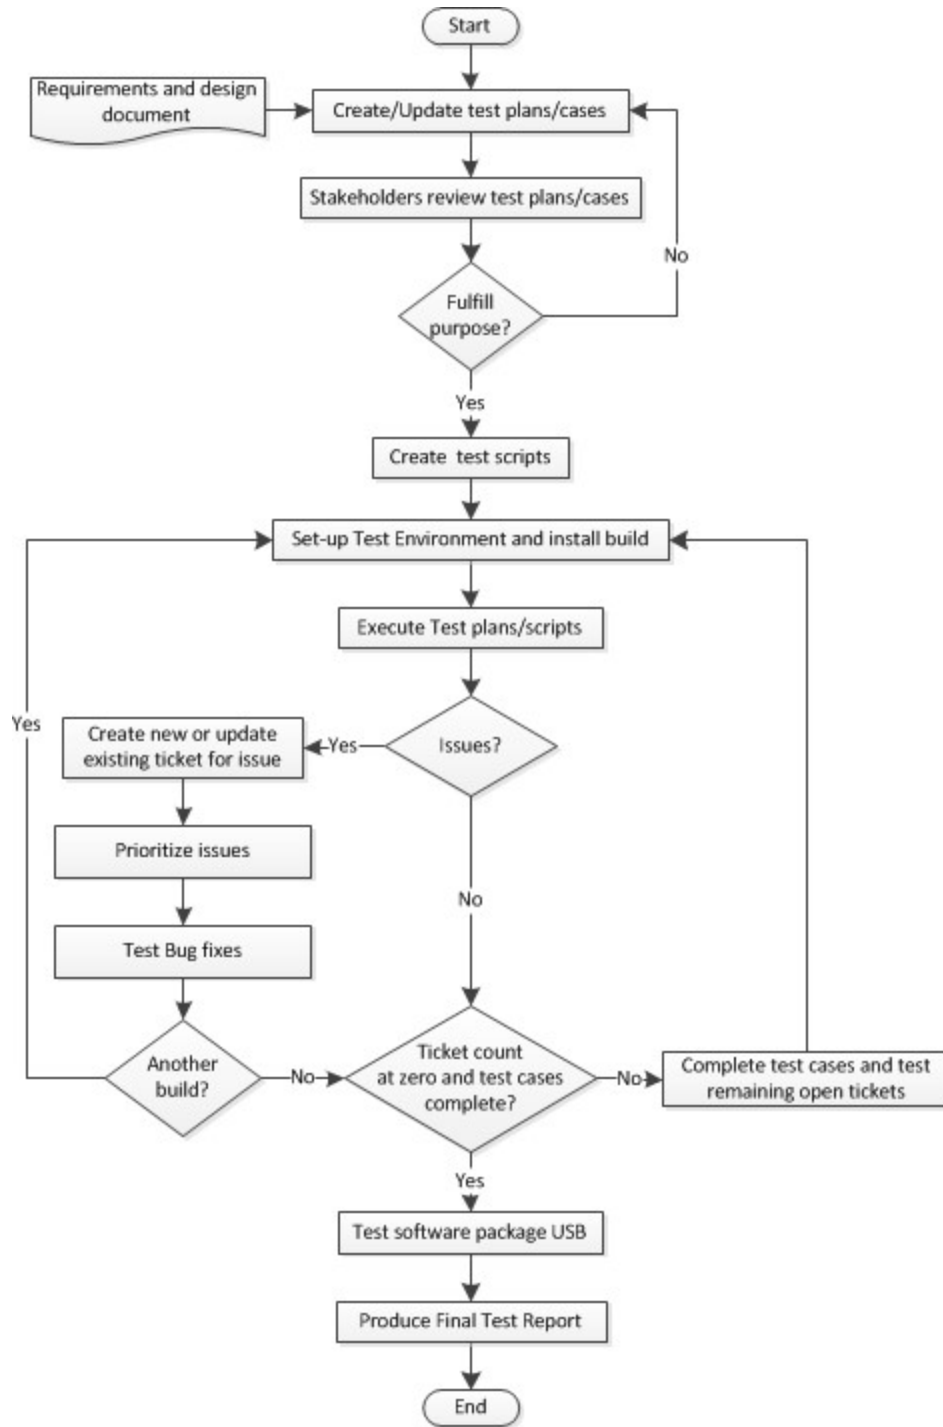 Start
Requirements and design
document
Create/Update test plans/cases
Stakeholders review test plans/cases
No
Fulfill
purpose?
Yes
Create test scripts
Set-up Test Environment and install build
Execute Test plans/scripts
Yes
Create new or update
existing ticket for issue
Yes
Issues?
Prioritize issues
No
Test Bug fixes
Another
build?
No
Ticket count
at zero and test cases
complete?
No
Complete test cases and test
remaining open tickets
Yes
Test software package USB
Produce Final Test Report
End